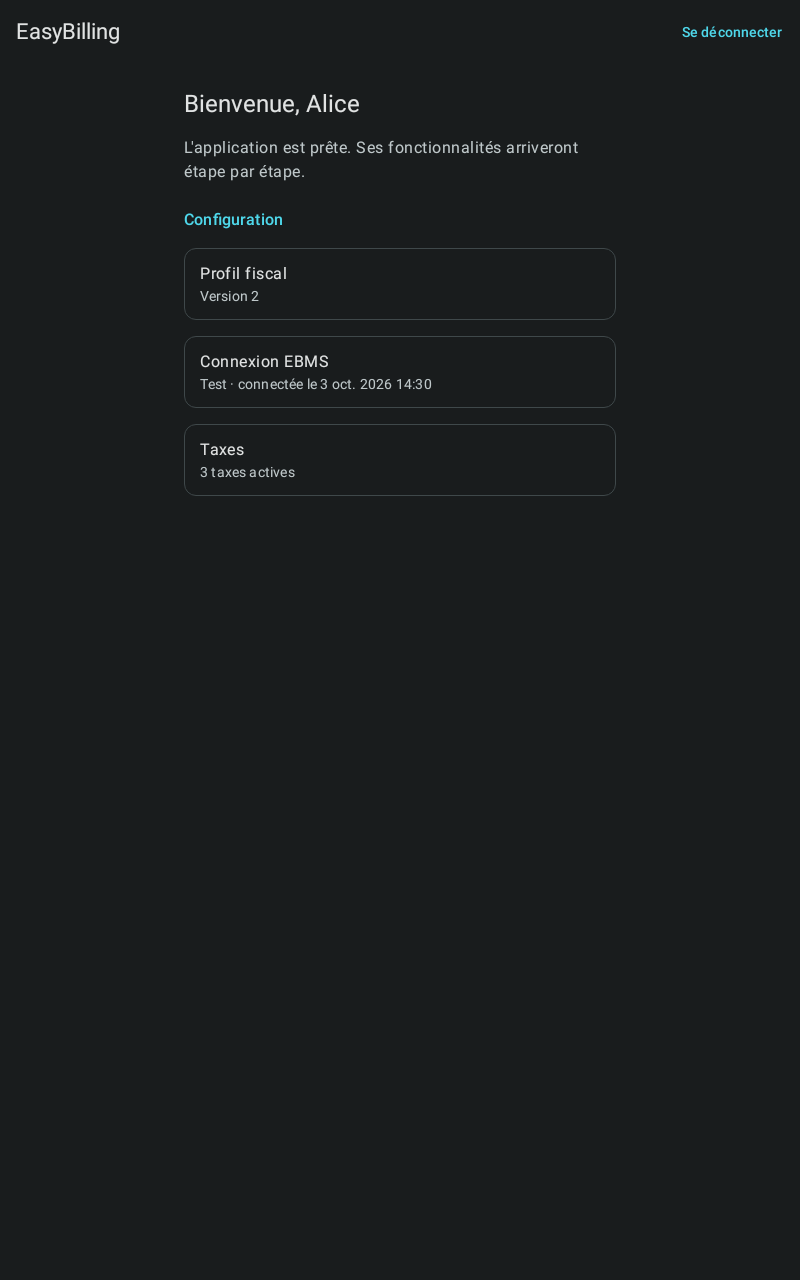 EasyBilling
Se déconnecter
Bienvenue, Alice
L'application est prête. Ses fonctionnalités arriveront
étape par étape.
Configuration
Profil fiscal
Version 2
Connexion EBMS
Test · connectée le 3 oct. 2026 14:30
Taxes
3 taxes actives